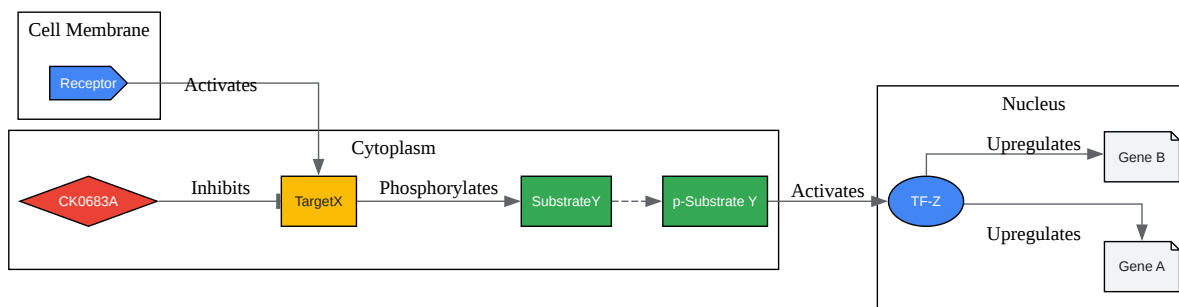 Cell Membrane
Receptor
Activates
Cytoplasm
CK0683A
Inhibits
TargetX
Phosphorylates
SubstrateY
p-Substrate Y
Activates
Nucleus
TF-Z
Upregulates
Gene B
Upregulates
Gene A